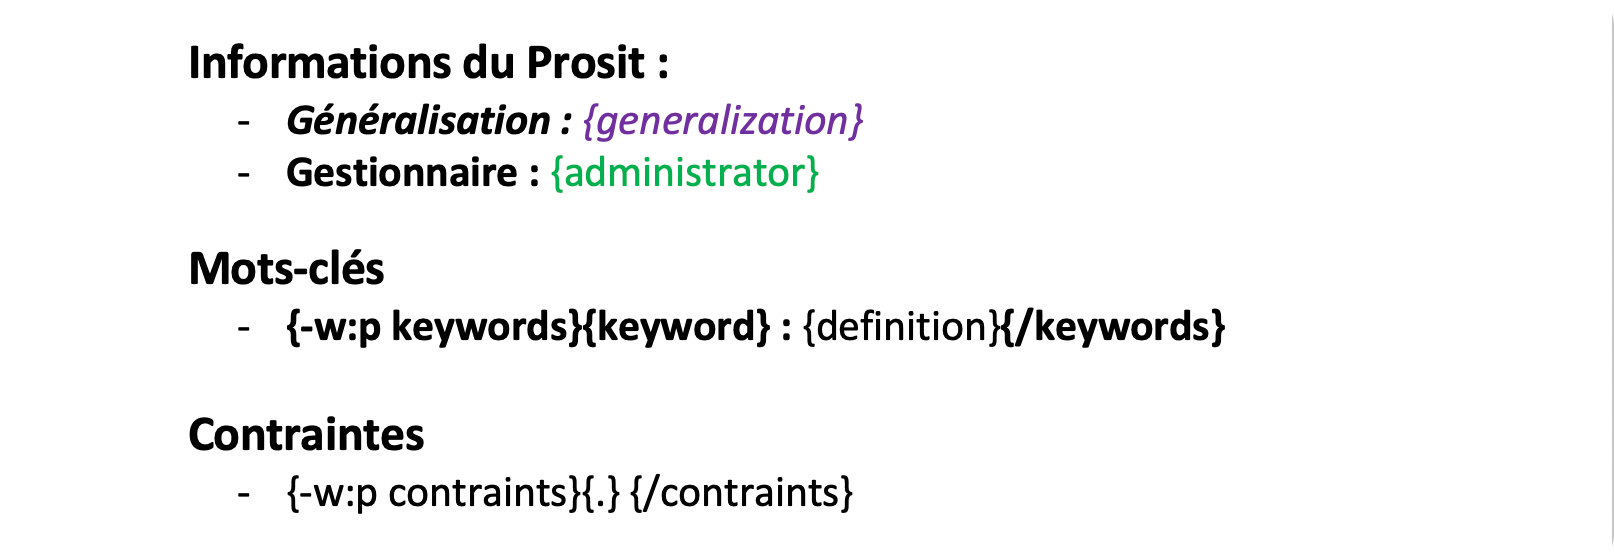 Informations du Prosit :
- Généralisation : {generalization}
- Gestionnaire : {administrator}
Mots-clés
- {-w:p keywords}{keyword} : {definition}{/keywords}
Contraintes
- {-w:p contraints}{.} {/contraints}